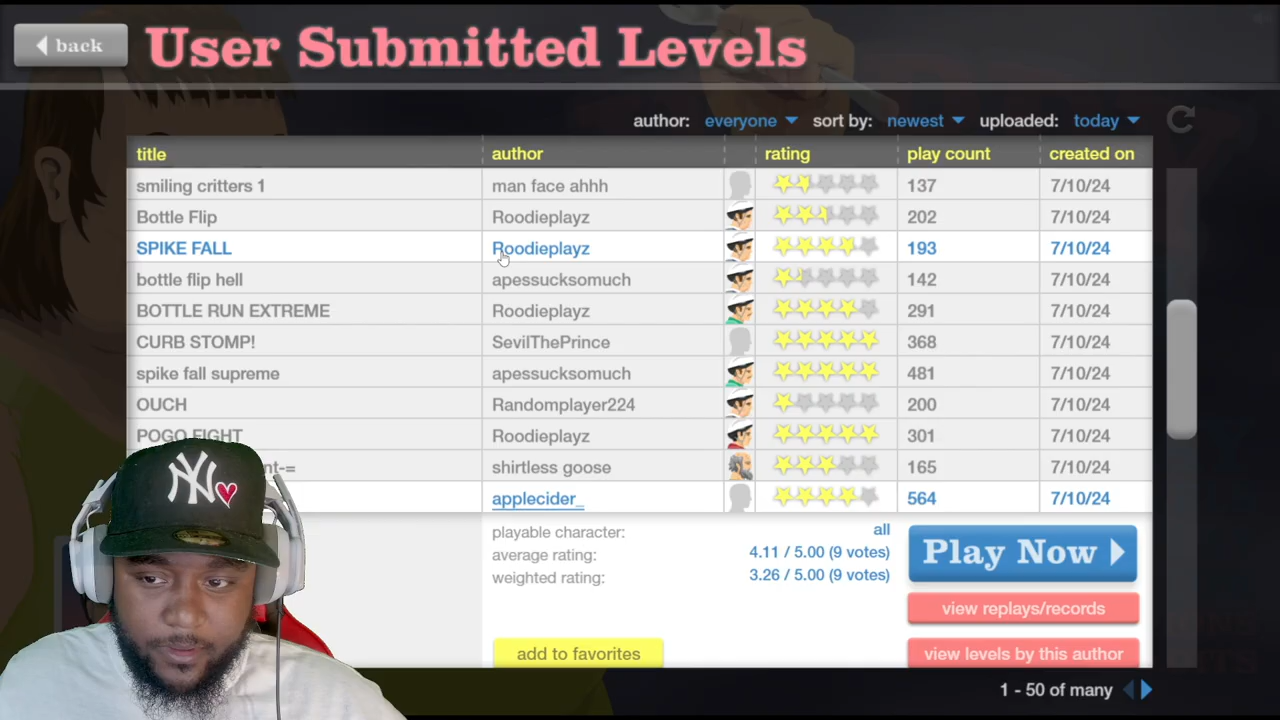 back
User Submitted Levels
author: everyone sort by: newest uploaded: today
title author rating play count created on
smiling critters 1 man face ahhh 137 7/10/24
Bottle Flip Roodieplayz 202 7/10/24
SPIKE FALL Roodieplayz 193 7/10/24
bottle flip hell apessucksomuch 142 7/10/24
BOTTLE RUN EXTREME Roodieplayz 291 7/10/24
CURB STOMP! SevilThePrince 368 7/10/24
spike fall supreme apessucksomuch 481 7/10/24
OUCH Randomplayer224 200 7/10/24
POGO FIGHT Roodieplayz 301 7/10/24
shirtless goose 165 7/10/24
applecider_ 564 7/10/24
playable character: all
average rating: 4.11 / 5.00 (9 votes)
weighted rating: 3.26 / 5.00 (9 votes)
Play Now
view replays/records
add to favorites
view levels by this author
1 - 50 of many
NY